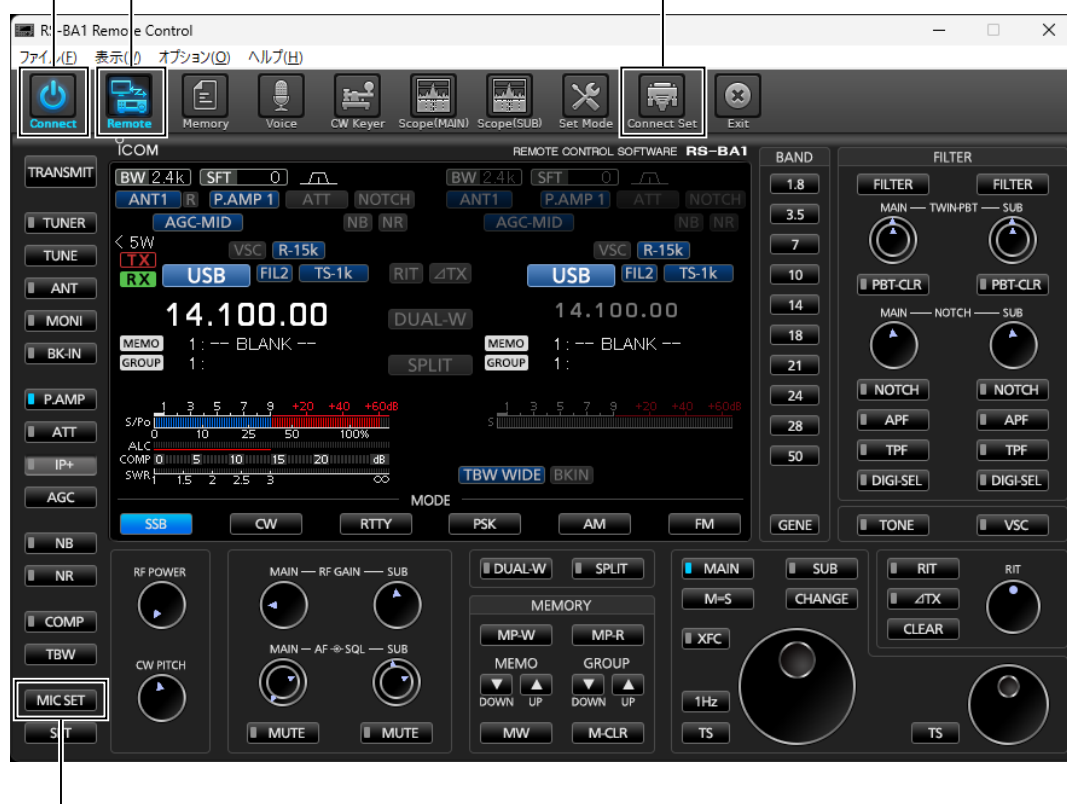 RS-BA1 Remote Control
ファイル(F) 表示(V) オプション(O) ヘルプ(H)
Connect Remote Memory Voice CW Keyer Scope(MAIN) Scope(SUB) Set Mode Connect Set Exit
ICOM REMOTE CONTROL SOFTWARE RS-BA1
TRANSMIT
TUNER
TUNE
ANT
MONI
BK-IN
P.AMP
ATT
IP+
AGC
NB
NR
COMP
TBW
MIC SET
SET
BW 2.4k SFT 0
ANT1 R P.AMP 1 ATT NOTCH
AGC-MID NB NR
< 5W
VSC R-15k
TX
RX USB FIL2 TS-1k RIT ⊿TX
14.100.00 DUAL-W
MEMO 1: -- BLANK --
GROUP 1: SPLIT
BW 2.4k SFT 0
ANT1 P.AMP 1 ATT NOTCH
AGC-MID NB NR
VSC R-15k
USB FIL2 TS-1k
14.100.00
MEMO 1: -- BLANK --
GROUP 1:
1 3 5 7 9 +20 +40 +60dB
S/Po
0 10 25 50 100%
ALC
COMP 0 5 10 15 20 dB
SWR 1 1.5 2 2.5 3 ∞
1 3 5 7 9 +20 +40 +60dB
S
TBW WIDE BKIN
MODE
SSB CW RTTY PSK AM FM
BAND
1.8
3.5
7
10
14
18
21
24
28
50
GENE
FILTER
FILTER FILTER
MAIN — TWIN-PBT — SUB
PBT-CLR PBT-CLR
MAIN — NOTCH — SUB
NOTCH NOTCH
APF APF
TPF TPF
DIGI-SEL DIGI-SEL
TONE VSC
RF POWER
CW PITCH
MAIN — RF GAIN — SUB
MAIN — AF SQL — SUB
MUTE MUTE
DUAL-W SPLIT
MEMORY
MP-W MP-R
MEMO GROUP
DOWN UP DOWN UP
MW M-CLR
MAIN SUB
M=S CHANGE
XFC
1Hz
TS
RIT RIT
⊿TX
CLEAR
TS